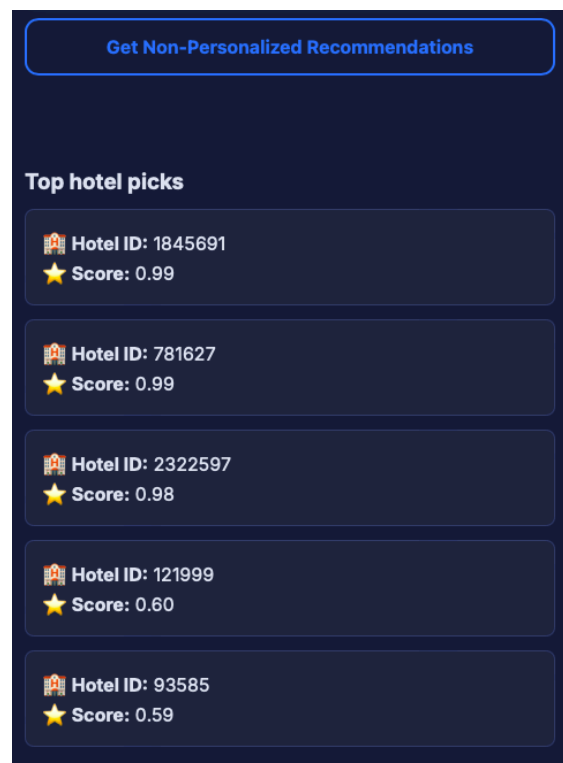 Get Non-Personalized Recommendations
Top hotel picks
🏨 Hotel ID: 1845691
⭐ Score: 0.99
🏨 Hotel ID: 781627
⭐ Score: 0.99
🏨 Hotel ID: 2322597
⭐ Score: 0.98
🏨 Hotel ID: 121999
⭐ Score: 0.60
🏨 Hotel ID: 93585
⭐ Score: 0.59